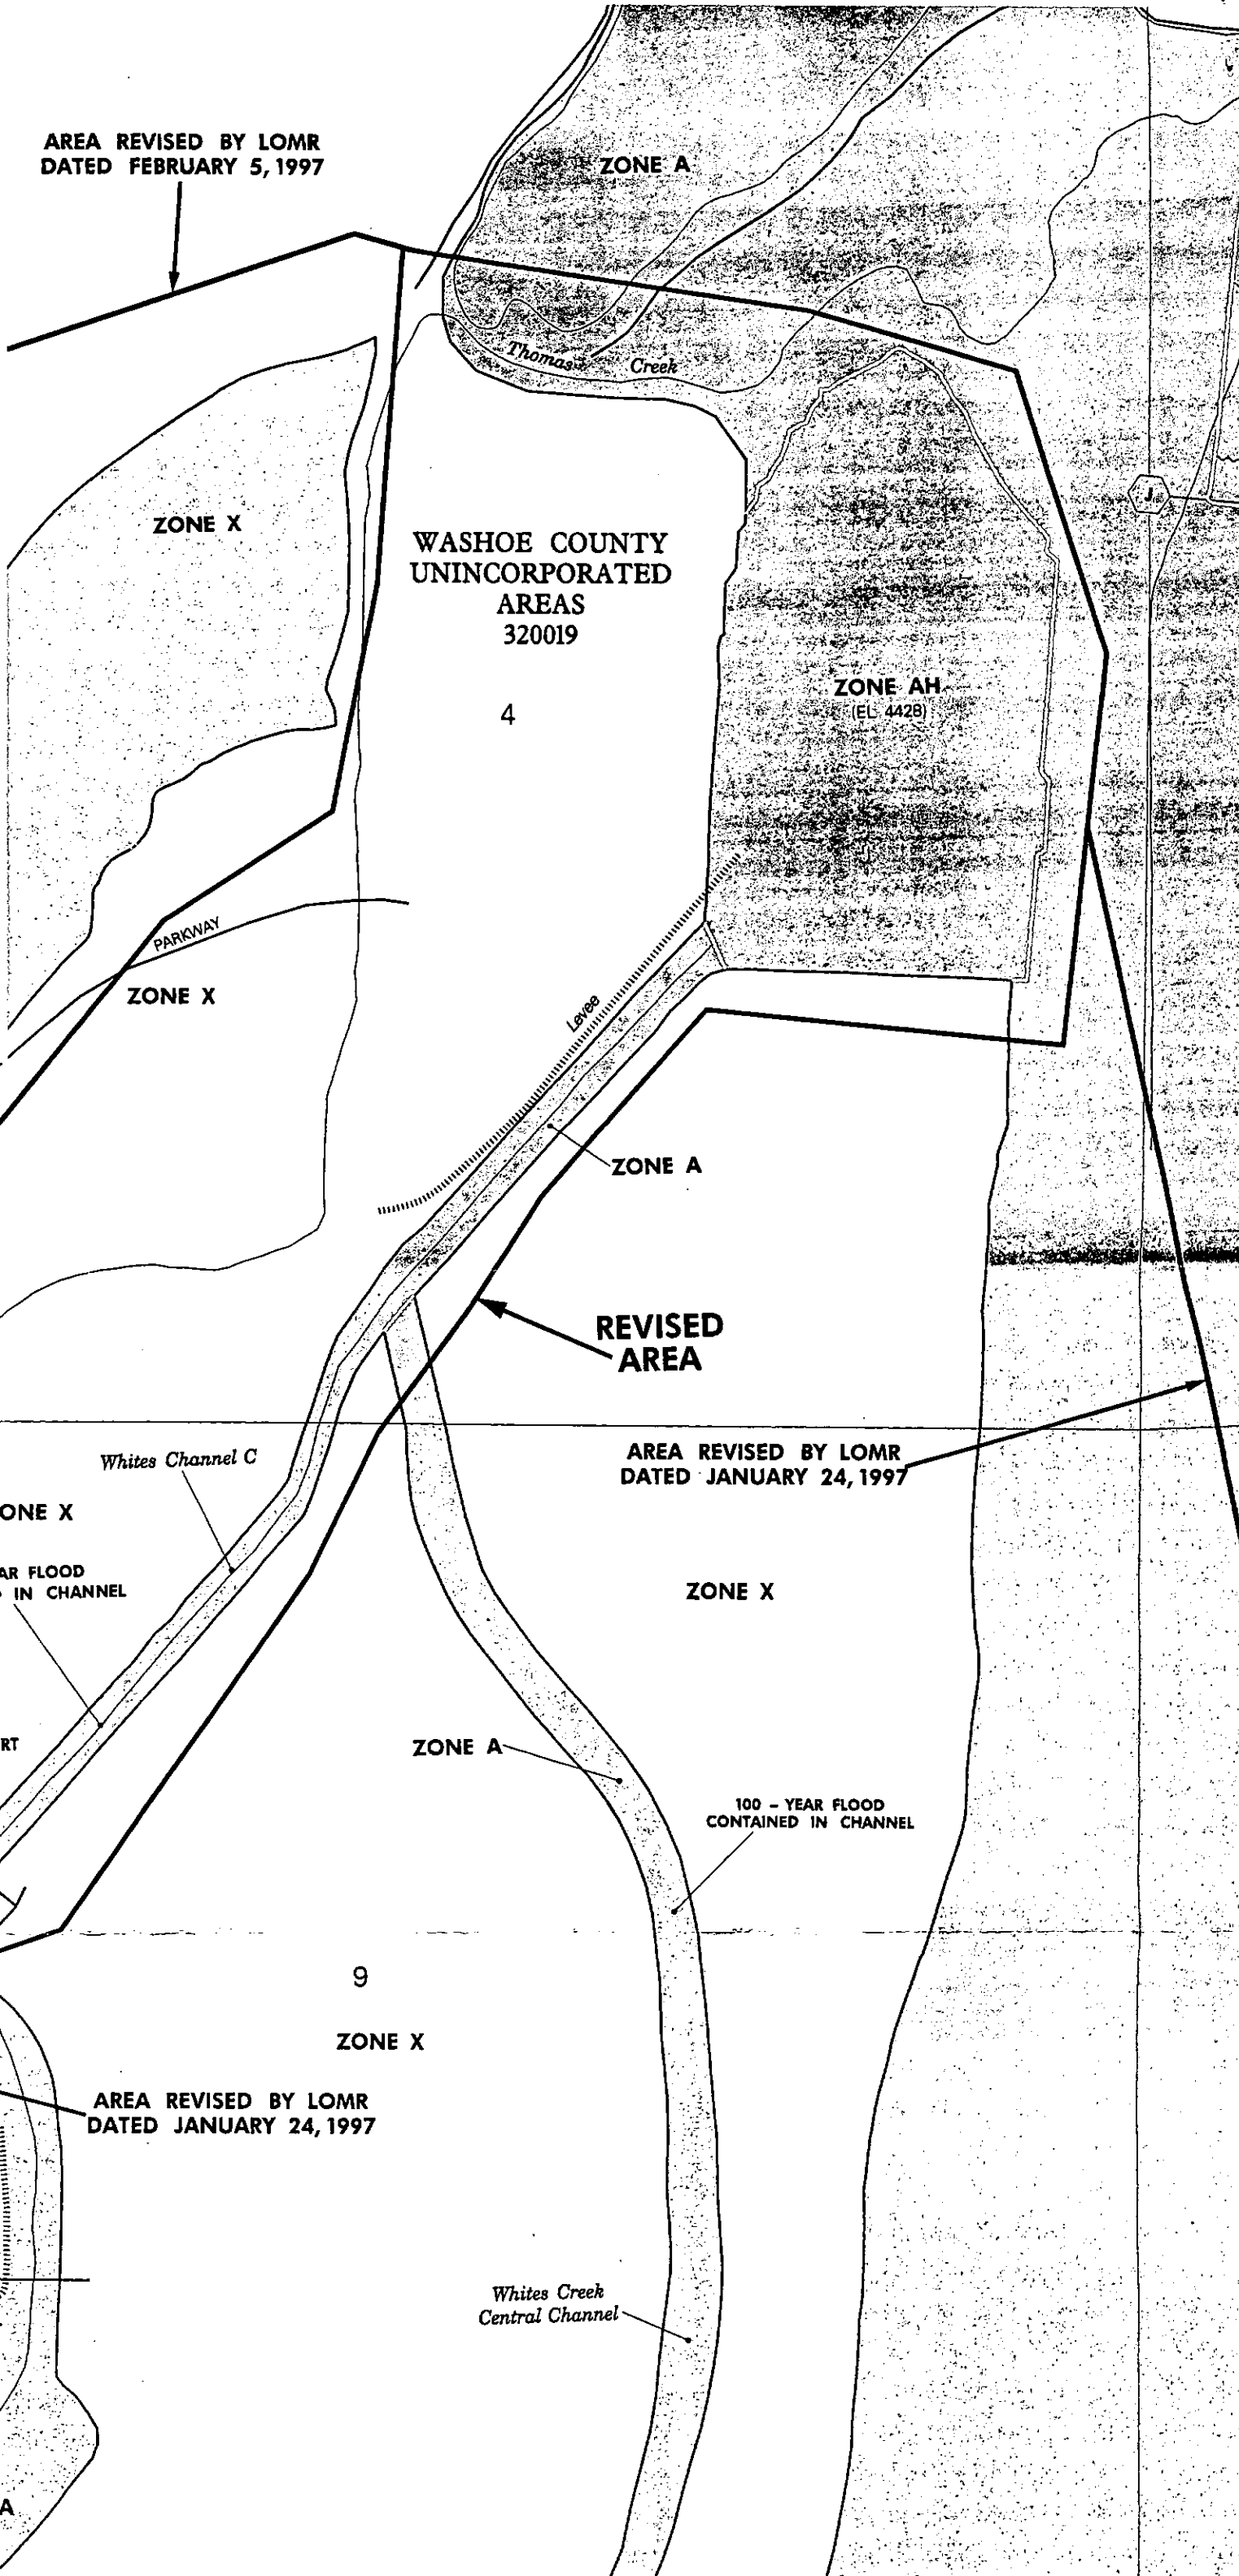 AREA REVISED BY LOMR
DATED FEBRUARY 5, 1997
ZONE A
Thomas
Creek
ZONE X
J
WASHOE COUNTY
UNINCORPORATED
AREAS
320019
4
ZONE AH
(EL 4428)
PARKWAY
ZONE X
Levee
ZONE A
REVISED
AREA
Whites Channel C
AREA REVISED BY LOMR
DATED JANUARY 24, 1997
ONE X
AR FLOOD
IN CHANNEL
ZONE X
RT
ZONE A
100 - YEAR FLOOD
CONTAINED IN CHANNEL
9
ZONE X
AREA REVISED BY LOMR
DATED JANUARY 24, 1997
Whites Creek
Central Channel
A